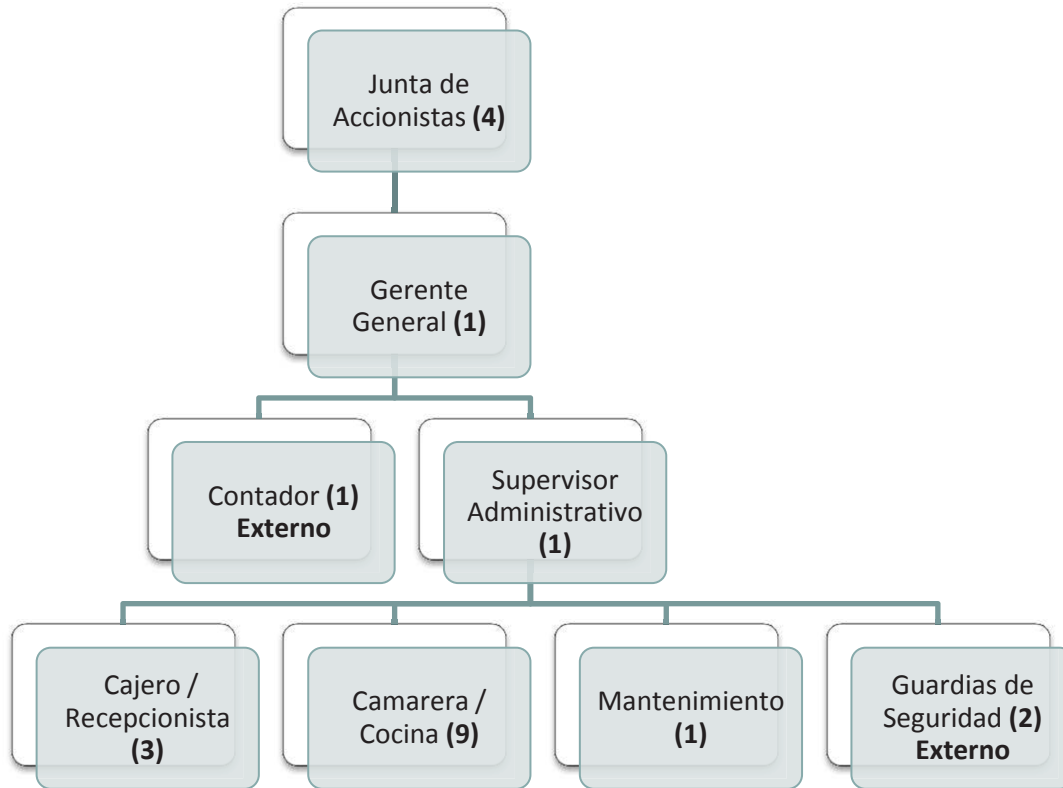 Junta de
Accionistas (4)
Gerente
General (1)
Contador (1)
Externo
Supervisor
Administrativo
(1)
Cajero /
Recepcionista
(3)
Camarera /
Cocina (9)
Mantenimiento
(1)
Guardias de
Seguridad (2)
Externo